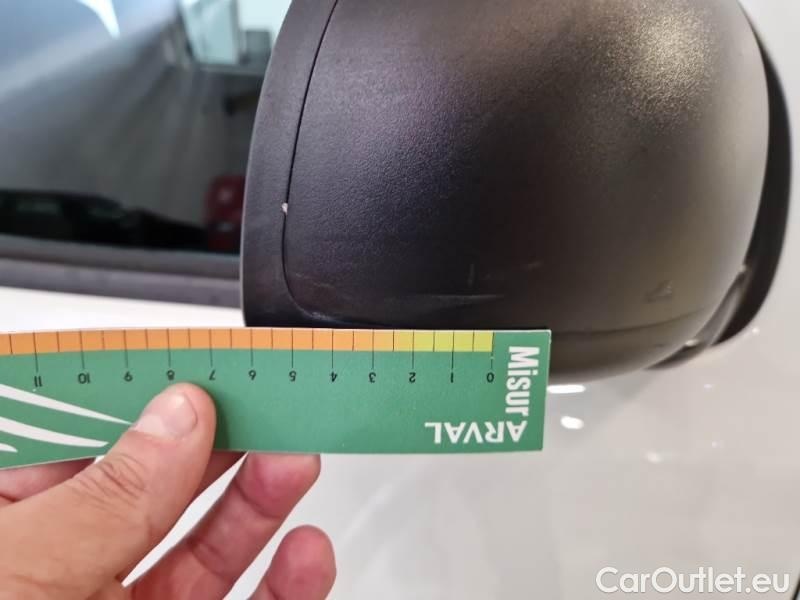 11 10 9 8 7 6 5 4 3 2 1 0
Misur
ARVAL
CarOutlet.eu